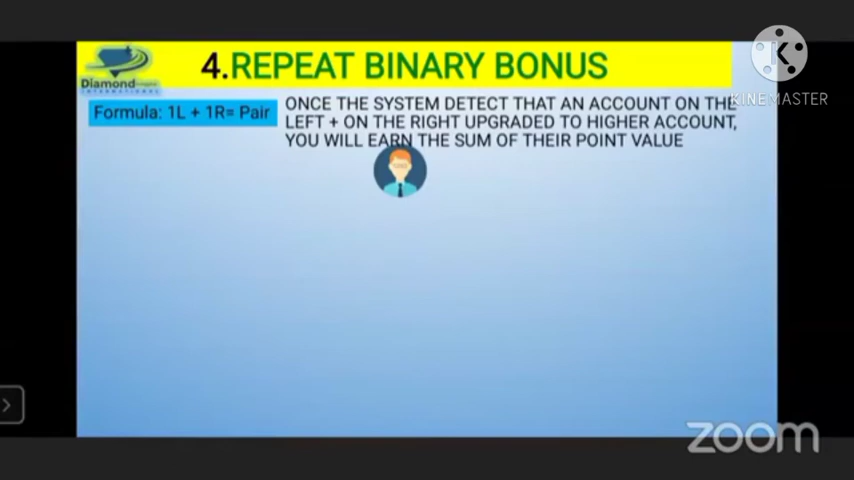 4.REPEAT BINARY BONUS
KINEMASTER
Diamond
INTERNATIONAL
Formula: 1L + 1R= Pair
ONCE THE SYSTEM DETECT THAT AN ACCOUNT ON THE
LEFT + ON THE RIGHT UPGRADED TO HIGHER ACCOUNT,
YOU WILL EARN THE SUM OF THEIR POINT VALUE
zoom